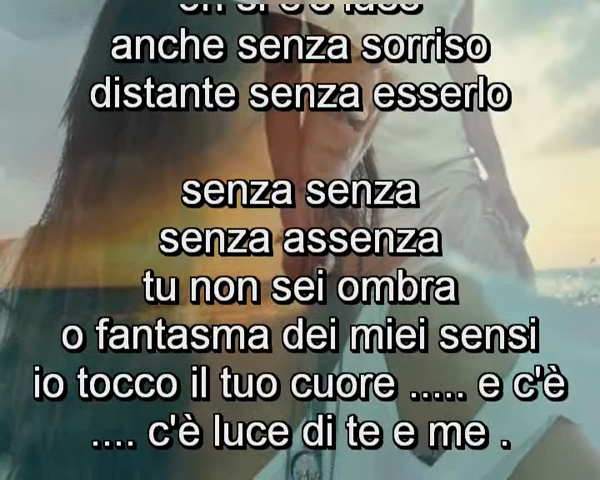 anche senza sorriso
distante senza esserlo
senza senza
senza assenza
tu non sei ombra
o fantasma dei miei sensi
io tocco il tuo cuore ..... e c'è
.... c'è luce di te e me .